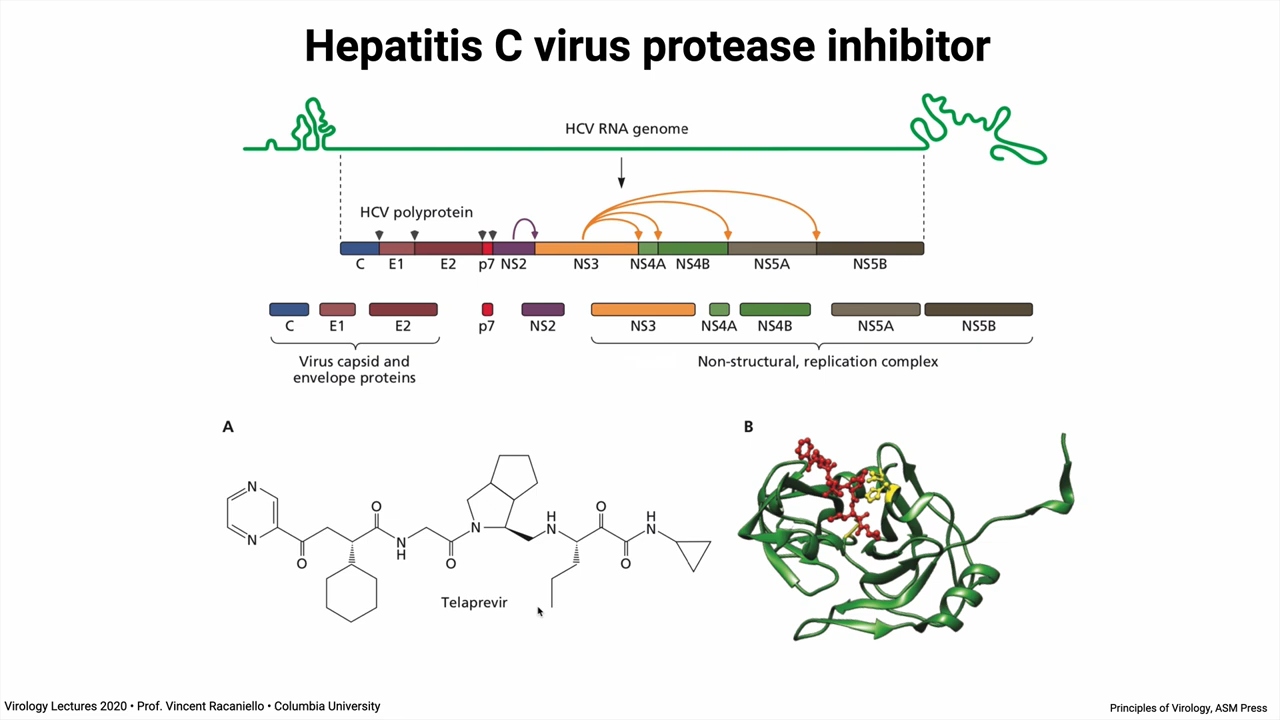 Hepatitis C virus protease inhibitor
HCV RNA genome
HCV polyprotein
C E1 E2 p7 NS2 NS3 NS4A NS4B NS5A NS5B
C E1 E2 p7 NS2 NS3 NS4A NS4B NS5A NS5B
Virus capsid and
envelope proteins
Non-structural, replication complex
A
B
N
N
O
O
N
H
O
N
H
N
O
O
H
N
Telaprevir
Virology Lectures 2020 • Prof. Vincent Racaniello • Columbia University
Principles of Virology, ASM Press